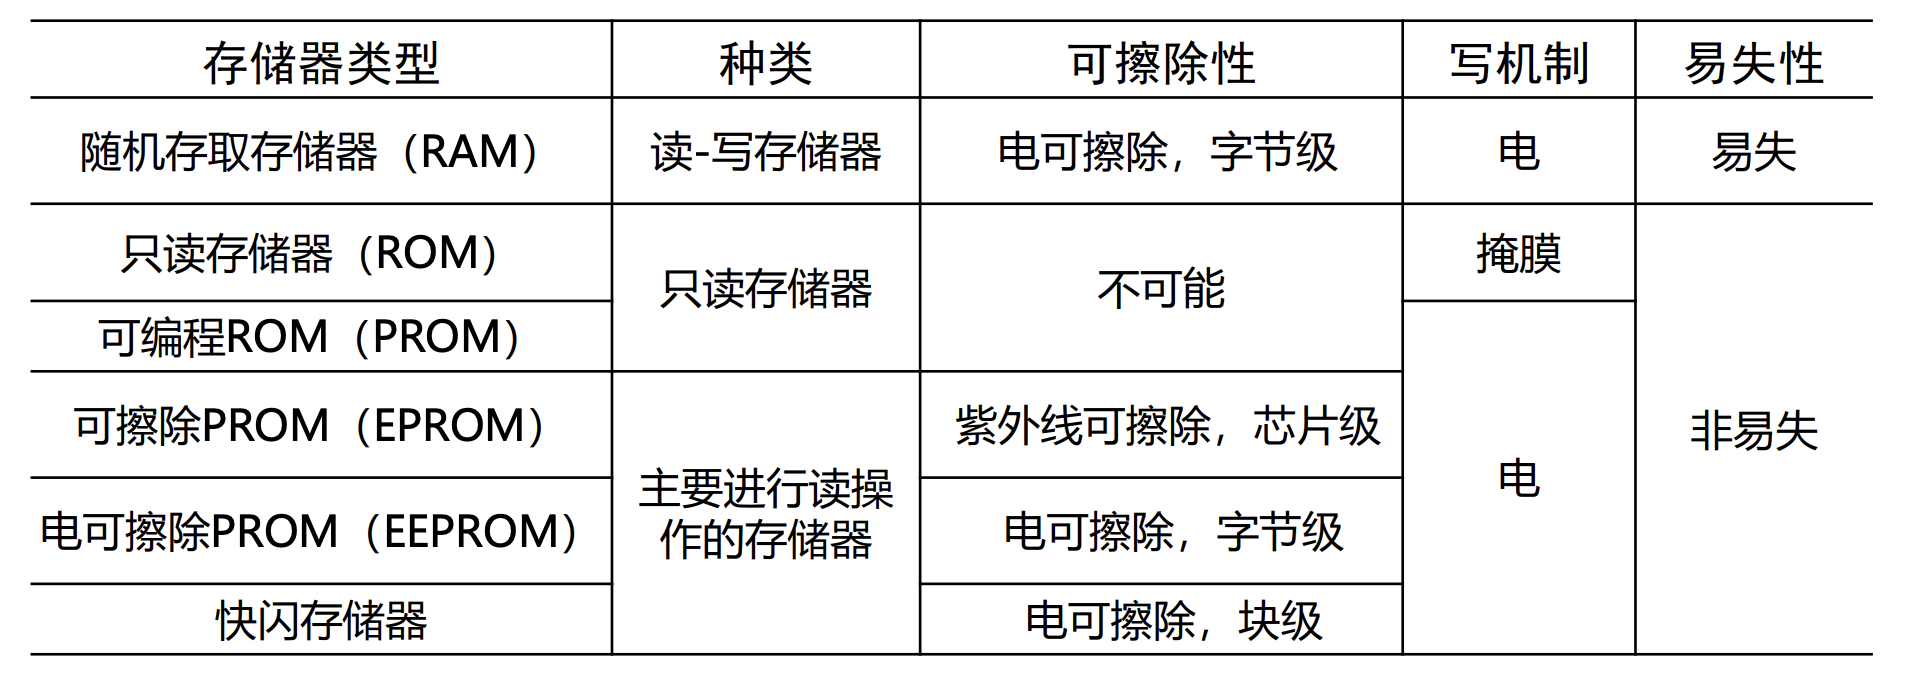 存储器类型 种类 可擦除性 写机制 易失性
随机存取存储器（RAM） 读-写存储器 电可擦除，字节级 电 易失
只读存储器（ROM） 只读存储器 不可能 掩膜 非易失
可编程ROM（PROM） 电
可擦除PROM（EPROM） 主要进行读操
作的存储器 紫外线可擦除，芯片级
电可擦除PROM（EEPROM） 电可擦除，字节级
快闪存储器 电可擦除，块级